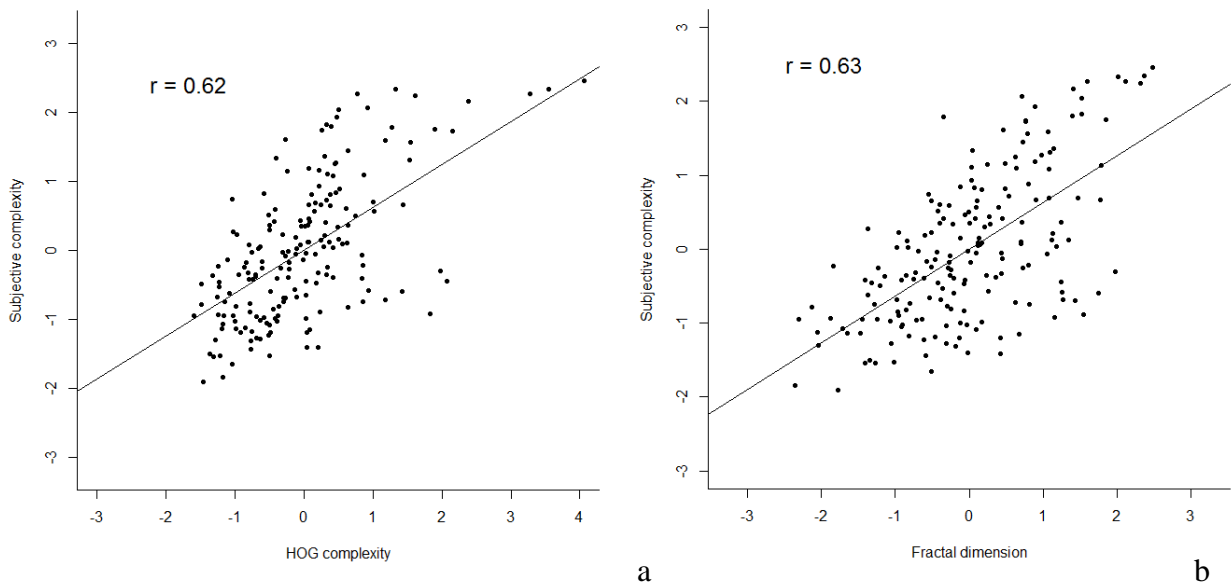 r = 0.62
Subjective complexity
3
2
1
0
-1
-2
-3
-3 -2 -1 0 1 2 3 4
HOG complexity
a
r = 0.63
Subjective complexity
3
2
1
0
-1
-2
-3
-3 -2 -1 0 1 2 3
Fractal dimension
b